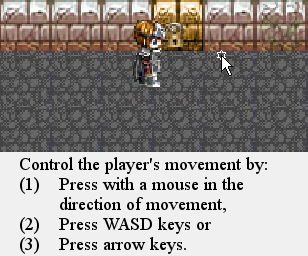 Control the player's movement by:
(1) Press with a mouse in the
direction of movement,
(2) Press WASD keys or
(3) Press arrow keys.